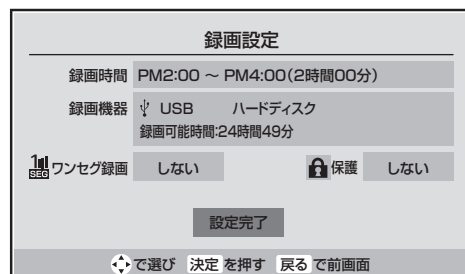 録画設定
録画時間 PM2:00 ～ PM4:00(2時間00分)
録画機器 USB ハードディスク
録画可能時間:24時間49分
1 SEG ワンセグ録画 しない 保護 しない
設定完了
で選び 決定 を押す 戻る で前画面